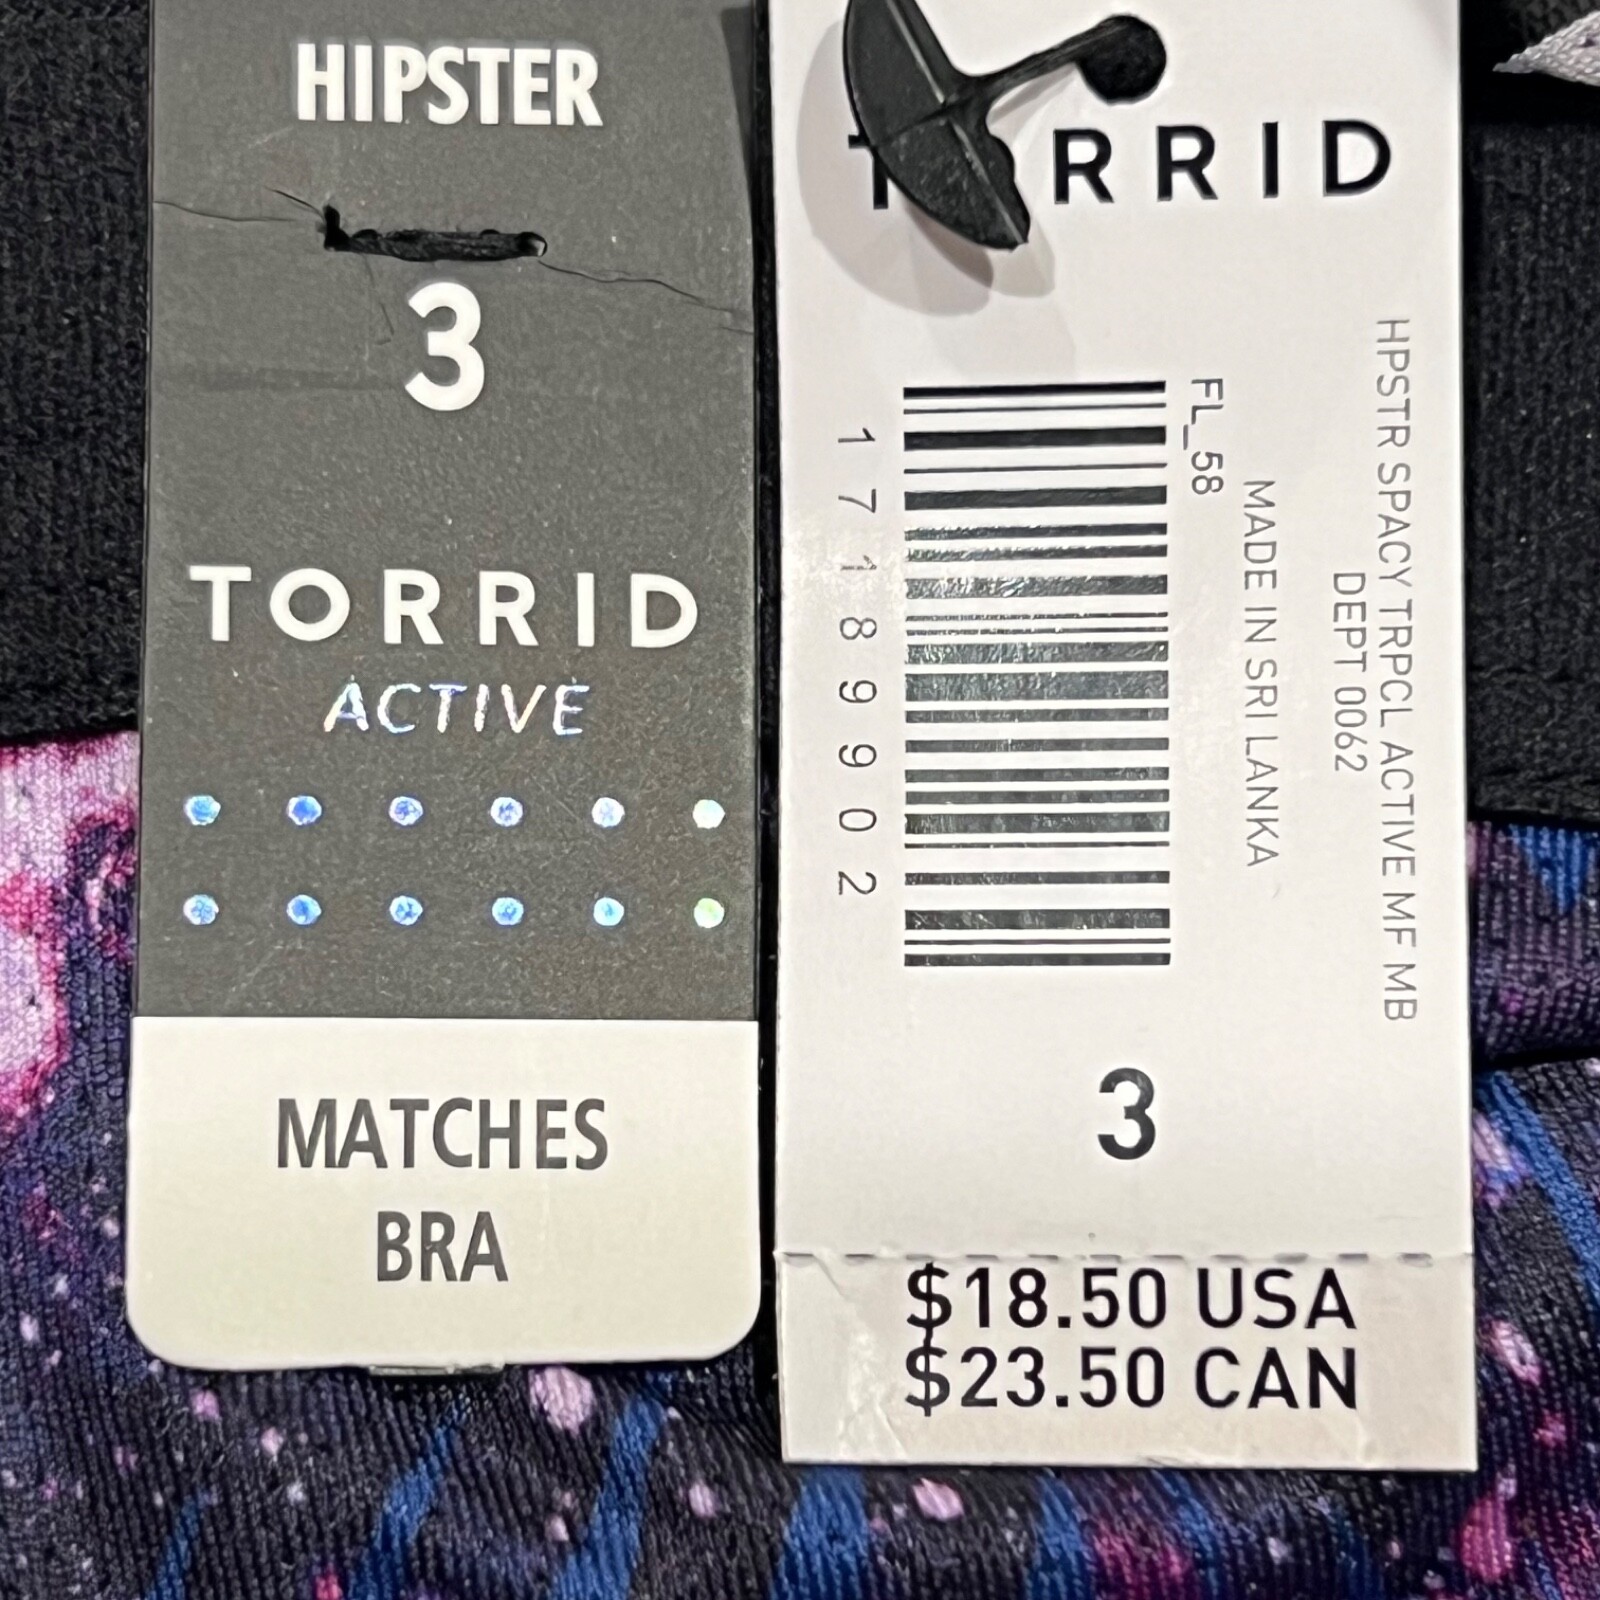 HIPSTER
3
TORRID
ACTIVE
MATCHES
BRA
TORRID
HPSTR SPACY TRPCL ACTIVE MF MB
DEPT 0062
MADE IN SRI LANKA
FL_58
17189902
3
$18.50 USA
$23.50 CAN